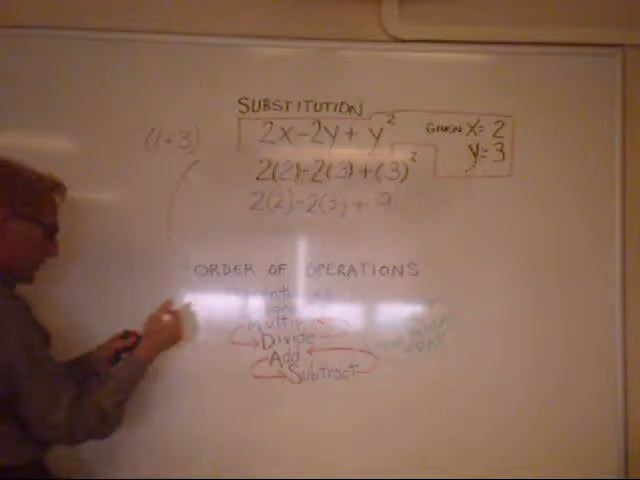 SUBSTITUTION
2x-2y+y² GIVEN x=2
(1+3) y=3
2(2)-2(3)+(3)²
2(2)-2(3)+9
ORDER OF OPERATIONS
Divide
Add
Subtract